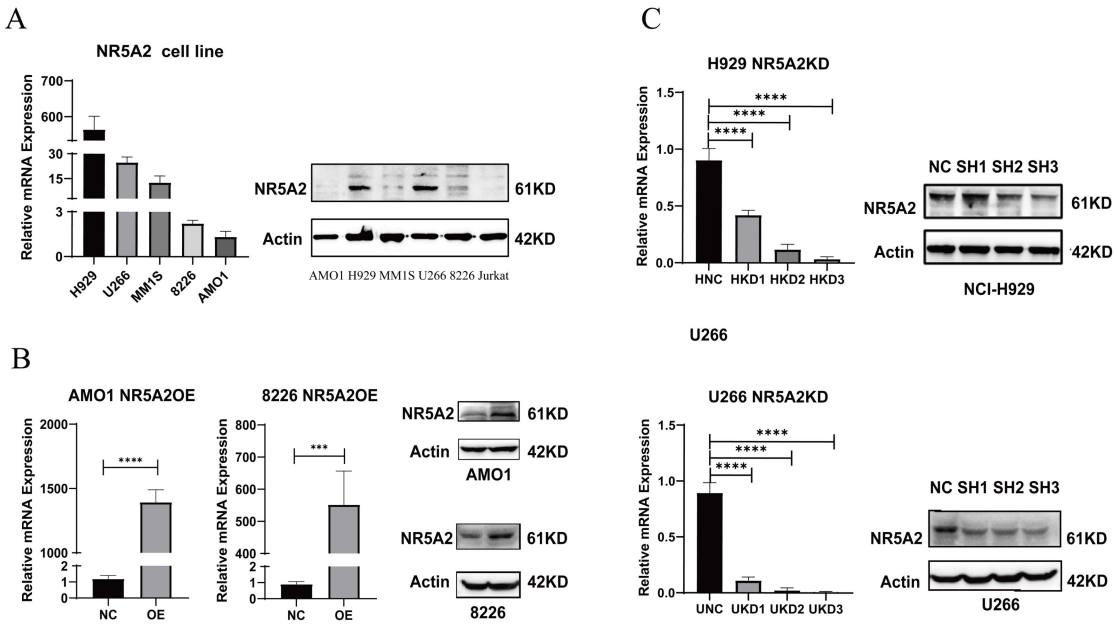 A
NR5A2 cell line
Relative mRNA Expression
700
600
30
15
3
0
H929
U266
MM1S
8226
AMO1
NR5A2
61KD
Actin
42KD
AMO1 H929 MM1S U266 8226 Jurkat
B
AMO1 NR5A2OE
Relative mRNA Expression
2000
1500
1000
2
1
0
****
NC
OE
8226 NR5A2OE
Relative mRNA Expression
800
700
600
500
400
2
1
0
***
NC
OE
NR5A2
61KD
Actin
42KD
AMO1
NR5A2
61KD
Actin
42KD
8226
C
H929 NR5A2KD
Relative mRNA Expression
1.5
1.0
0.5
0.0
****
****
****
HNC
HKD1
HKD2
HKD3
NC SH1 SH2 SH3
NR5A2
61KD
Actin
42KD
NCI-H929
U266
U266 NR5A2KD
Relative mRNA Expression
1.5
1.0
0.5
0.0
****
****
****
UNC
UKD1
UKD2
UKD3
NC SH1 SH2 SH3
NR5A2
61KD
Actin
42KD
U266